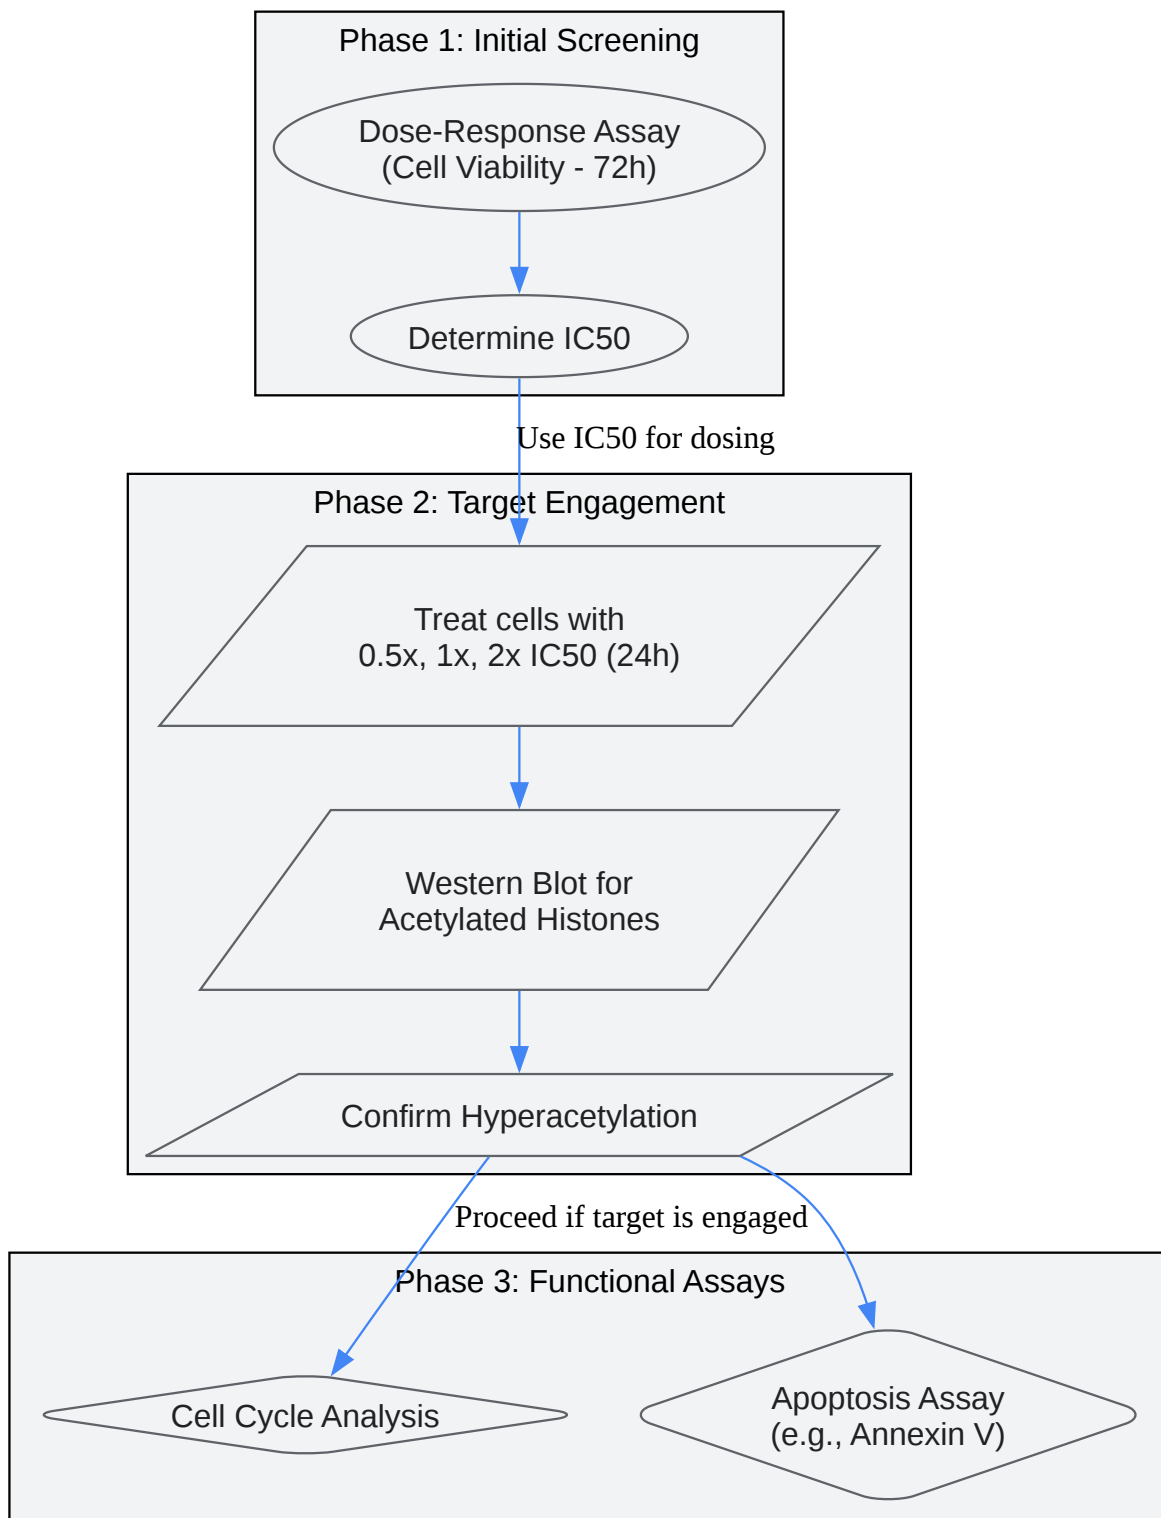 Phase 1: Initial Screening
Dose-Response Assay
(Cell Viability - 72h)
Determine IC50
Use IC50 for dosing
Phase 2: Target Engagement
Treat cells with
0.5x, 1x, 2x IC50 (24h)
Western Blot for
Acetylated Histones
Confirm Hyperacetylation
Proceed if target is engaged
Phase 3: Functional Assays
Cell Cycle Analysis
Apoptosis Assay
(e.g., Annexin V)